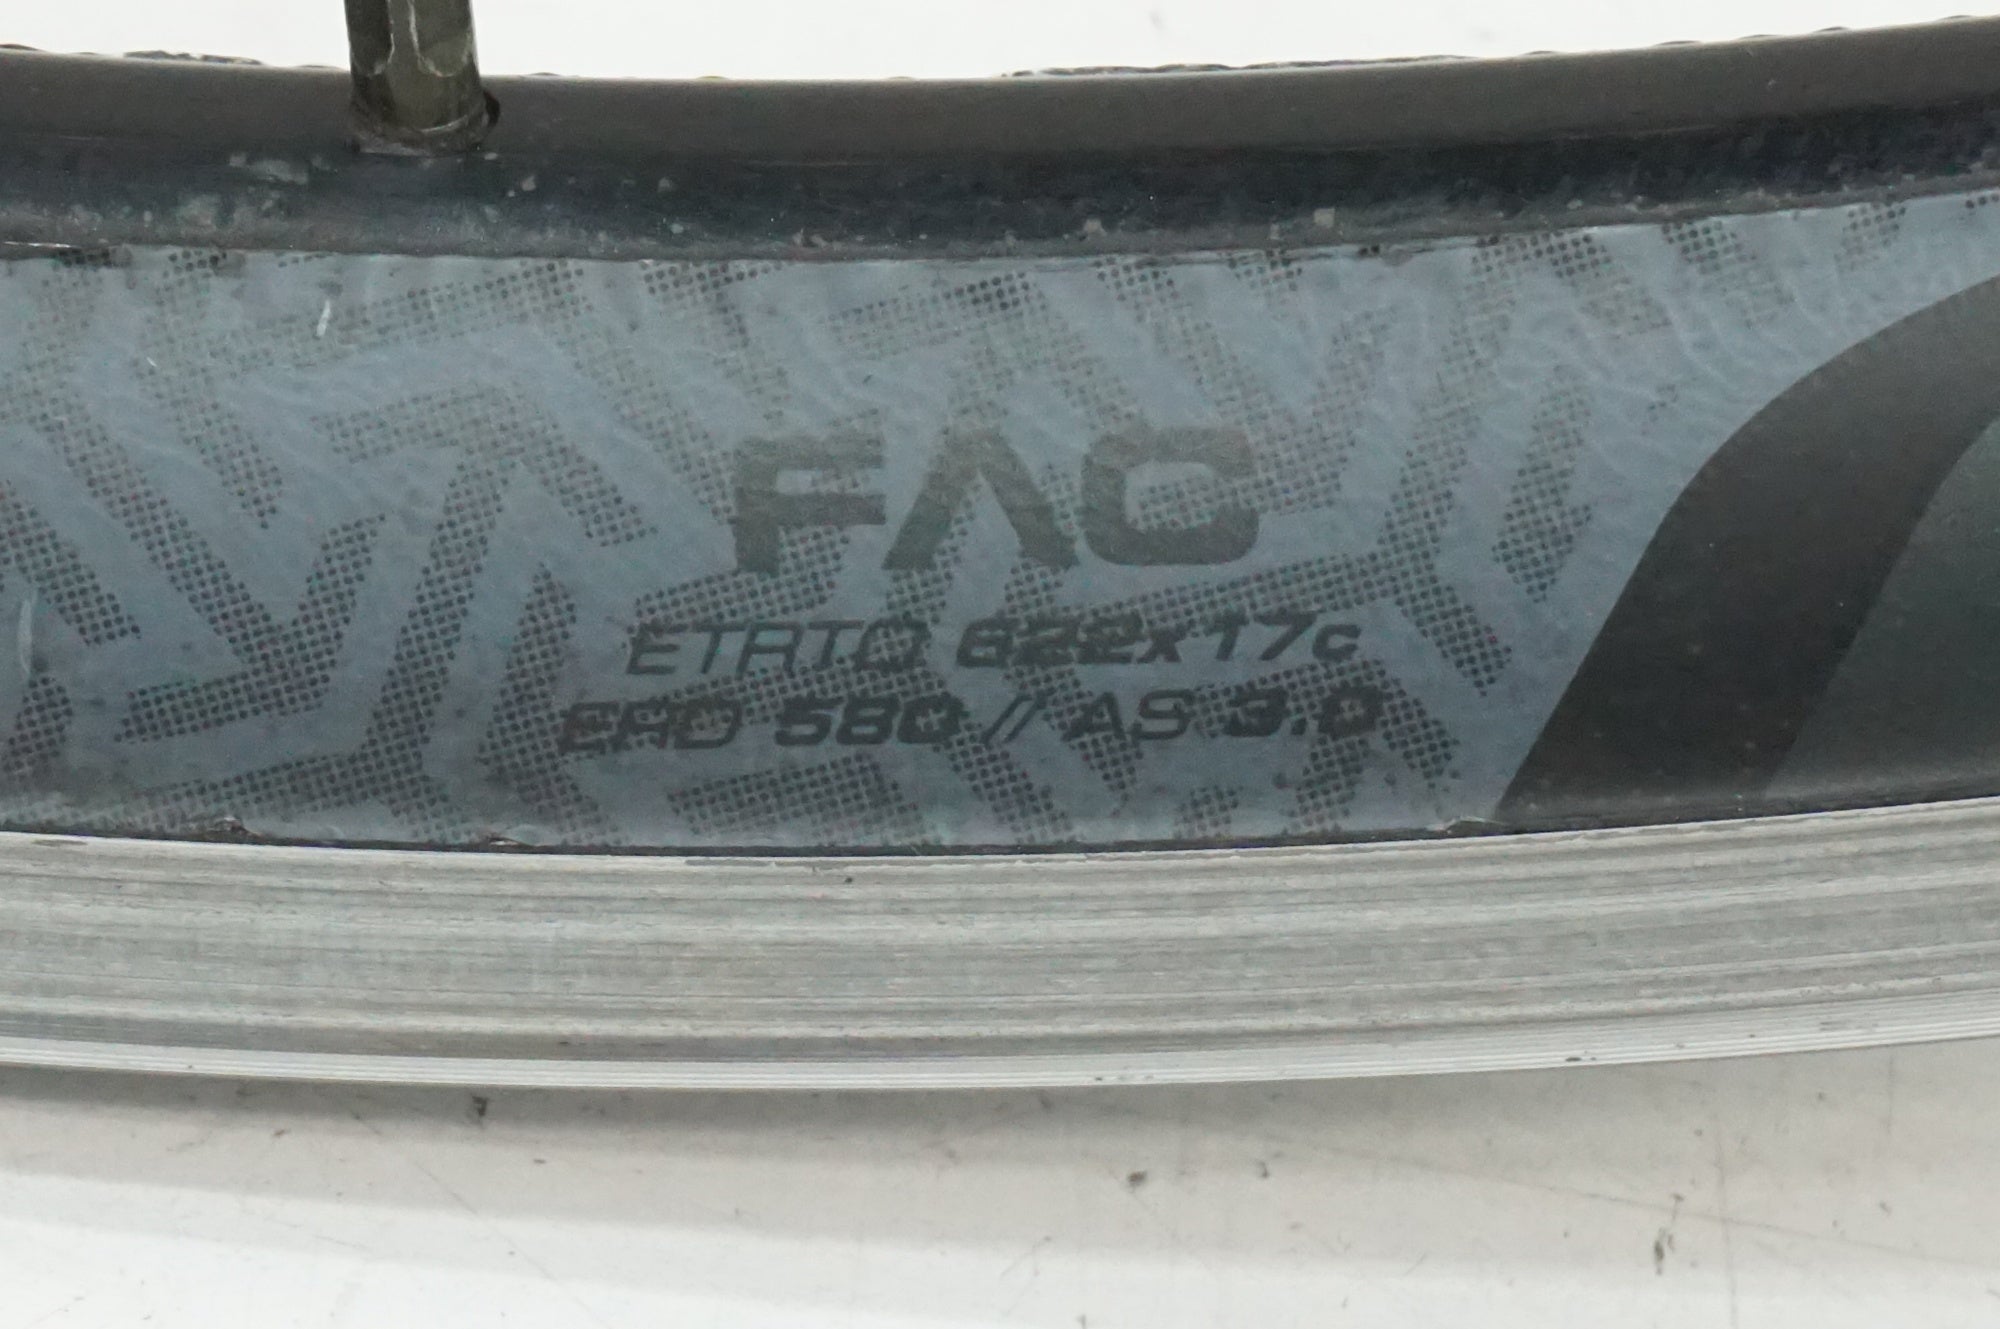 FAC
ETRTO 622x17c
ERD 580 // AS 3.0